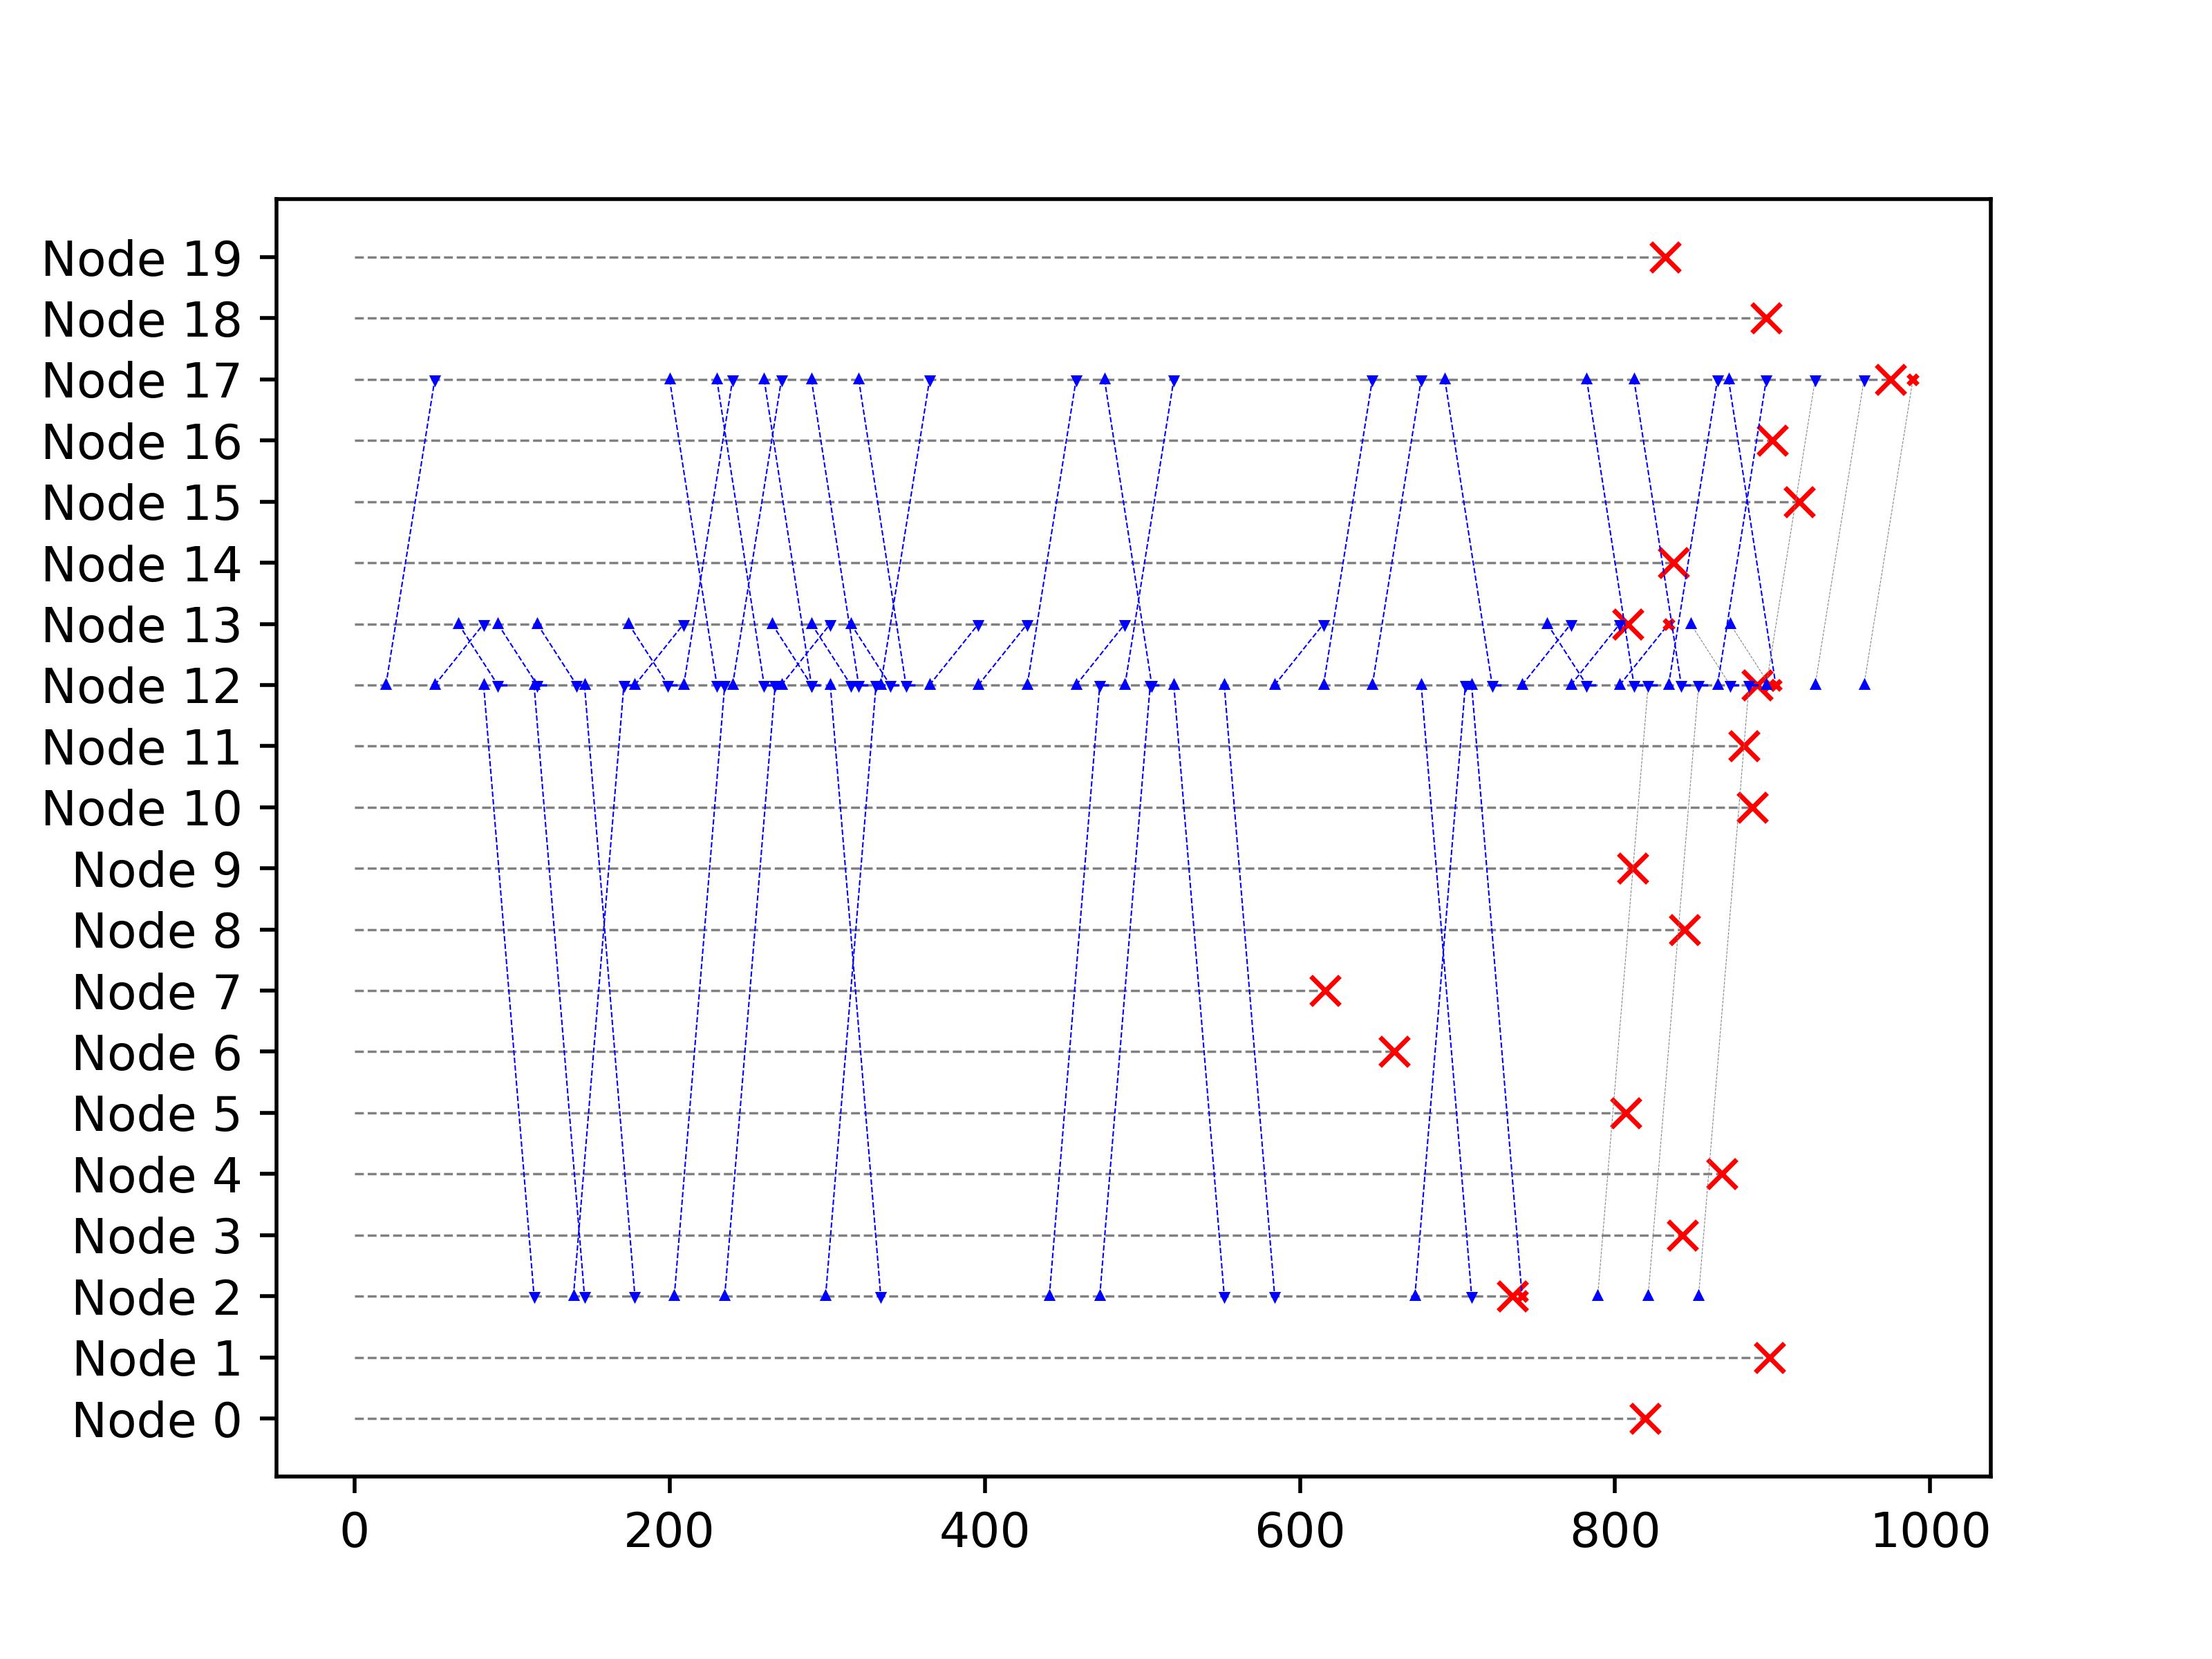 Node 19
Node 18
Node 17
Node 16
Node 15
Node 14
Node 13
Node 12
Node 11
Node 10
Node 9
Node 8
Node 7
Node 6
Node 5
Node 4
Node 3
Node 2
Node 1
Node 0
0 200 400 600 800 1000